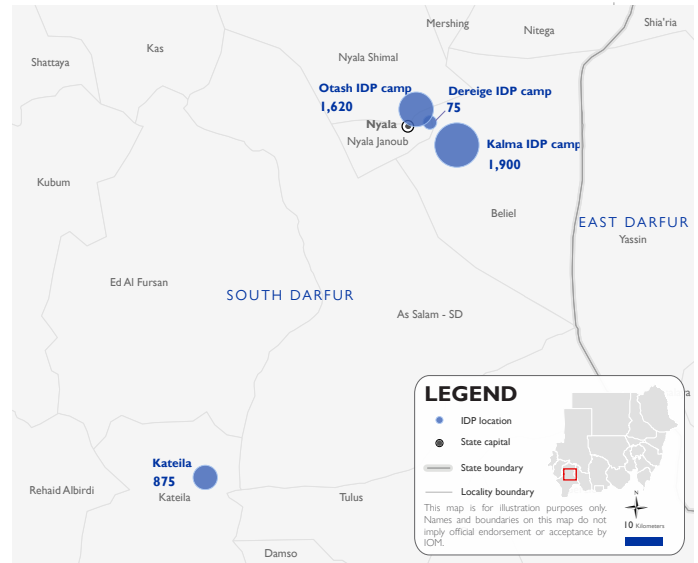 Mershing
Shia'ria
Nitega
Kas
Nyala Shimal
Shattaya
Otash IDP camp
1,620
Dereige IDP camp
75
Nyala
Nyala Janoub
Kalma IDP camp
1,900
Kubum
Beliel
EAST DARFUR
Yassin
Ed Al Fursan
SOUTH DARFUR
As Salam - SD
Kateila
875
Kateila
Rehaid Albirdi
Tulus
Damso
LEGEND
IDP location
State capital
State boundary
Locality boundary
This map is for illustration purposes only.
Names and boundaries on this map do not
imply official endorsement or acceptance by
IOM.
N
10 Kilometers